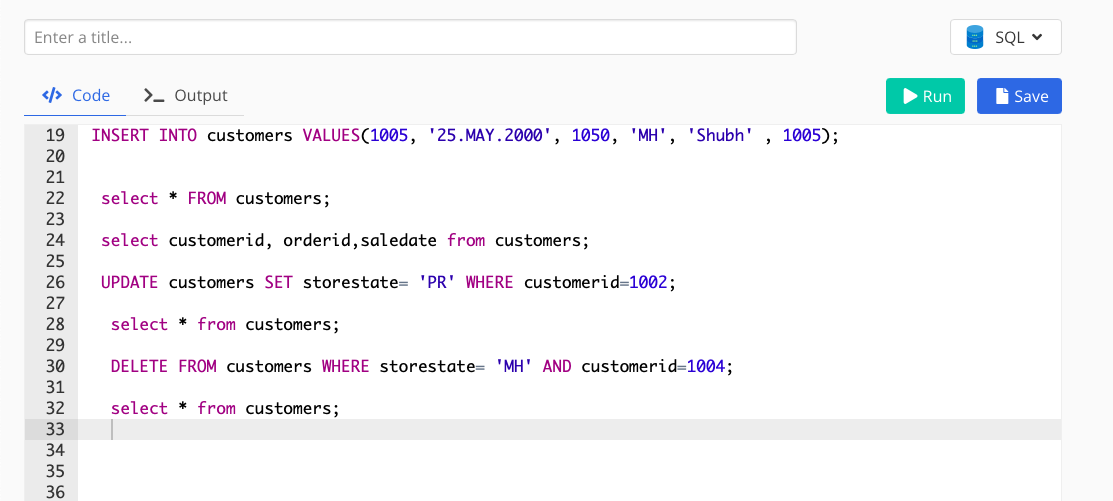 Enter a title...
SQL
Code
Output
Run
Save
19 INSERT INTO customers VALUES(1005, '25.MAY.2000', 1050, 'MH', 'Shubh' , 1005);
20
21
22 select * FROM customers;
23
24 select customerid, orderid,saledate from customers;
25
26 UPDATE customers SET storestate= 'PR' WHERE customerid=1002;
27
28 select * from customers;
29
30 DELETE FROM customers WHERE storestate= 'MH' AND customerid=1004;
31
32 select * from customers;
33
34
35
36